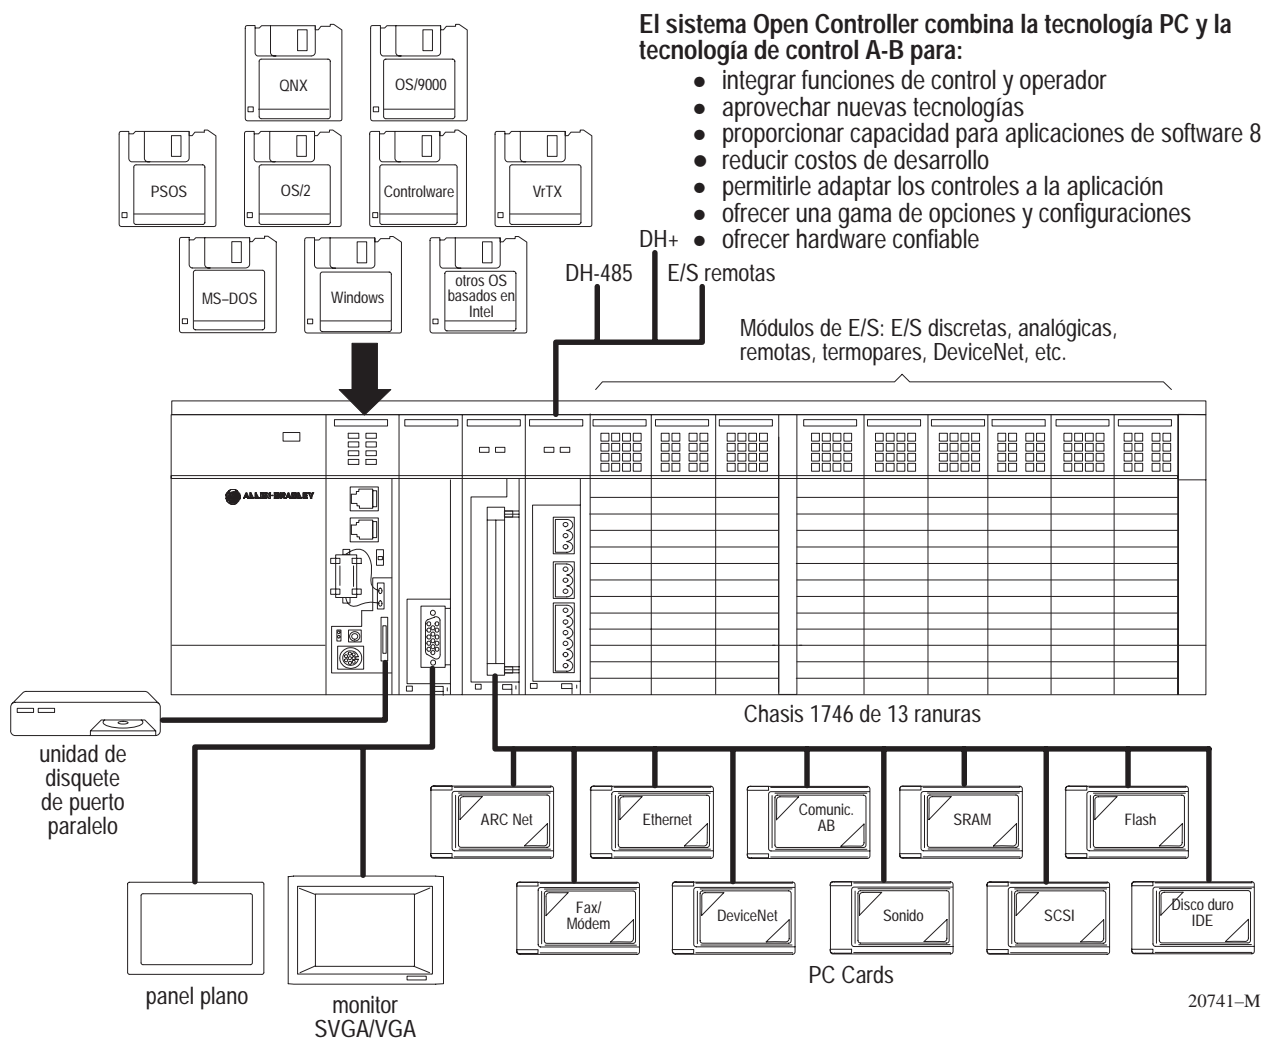 El sistema Open Controller combina la tecnología PC y la
tecnología de control A-B para:
● integrar funciones de control y operador
● aprovechar nuevas tecnologías
● proporcionar capacidad para aplicaciones de software 8
● reducir costos de desarrollo
● permitirle adaptar los controles a la aplicación
● ofrecer una gama de opciones y configuraciones
● ofrecer hardware confiable
QNX
OS/9000
PSOS
OS/2
Controlware
VrTX
MS–DOS
Windows
otros OS
basados en
Intel
DH+
DH-485
E/S remotas
Módulos de E/S: E/S discretas, analógicas,
remotas, termopares, DeviceNet, etc.
ALLEN-BRADLEY
Chasis 1746 de 13 ranuras
unidad de
disquete
de puerto
paralelo
ARC Net
Ethernet
Comunic.
AB
SRAM
Flash
Fax/
Módem
DeviceNet
Sonido
SCSI
Disco duro
IDE
PC Cards
panel plano
monitor
SVGA/VGA
20741–M